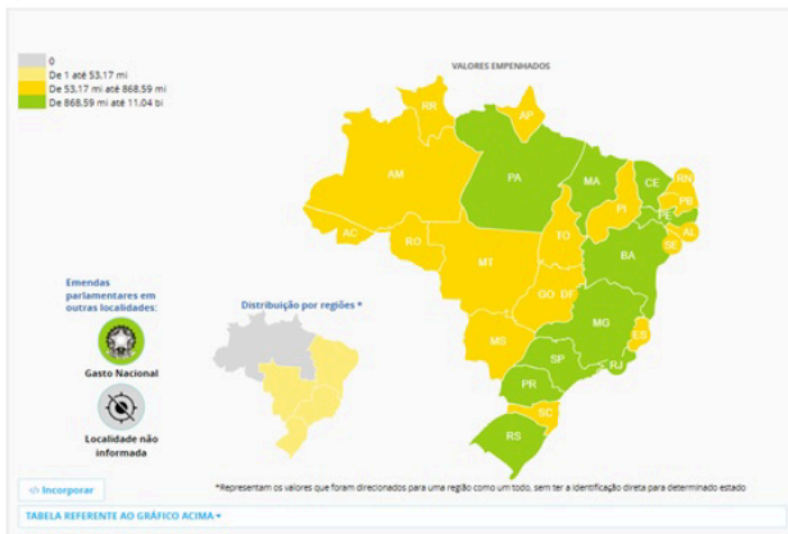 VALORES EMPENHADOS
0
De 1 até 53,17 mi
De 53,17 mi até 868,59 mi
De 868,59 mi até 11,04 bi
RR
AP
AM
PA
MA
CE
RN
PB
PI
PE
AL
SE
AC
RO
TO
BA
MT
GO
DF
MG
ES
MS
SP
RJ
PR
SC
RS
Emendas
parlamentares em
outras localidades:
Gasto Nacional
Localidade não
informada
Distribuição por regiões *
</> Incorporar
*Representam os valores que foram direcionados para uma região como um todo, sem ter a identificação direta para determinado estado
TABELA REFERENTE AO GRÁFICO ACIMA